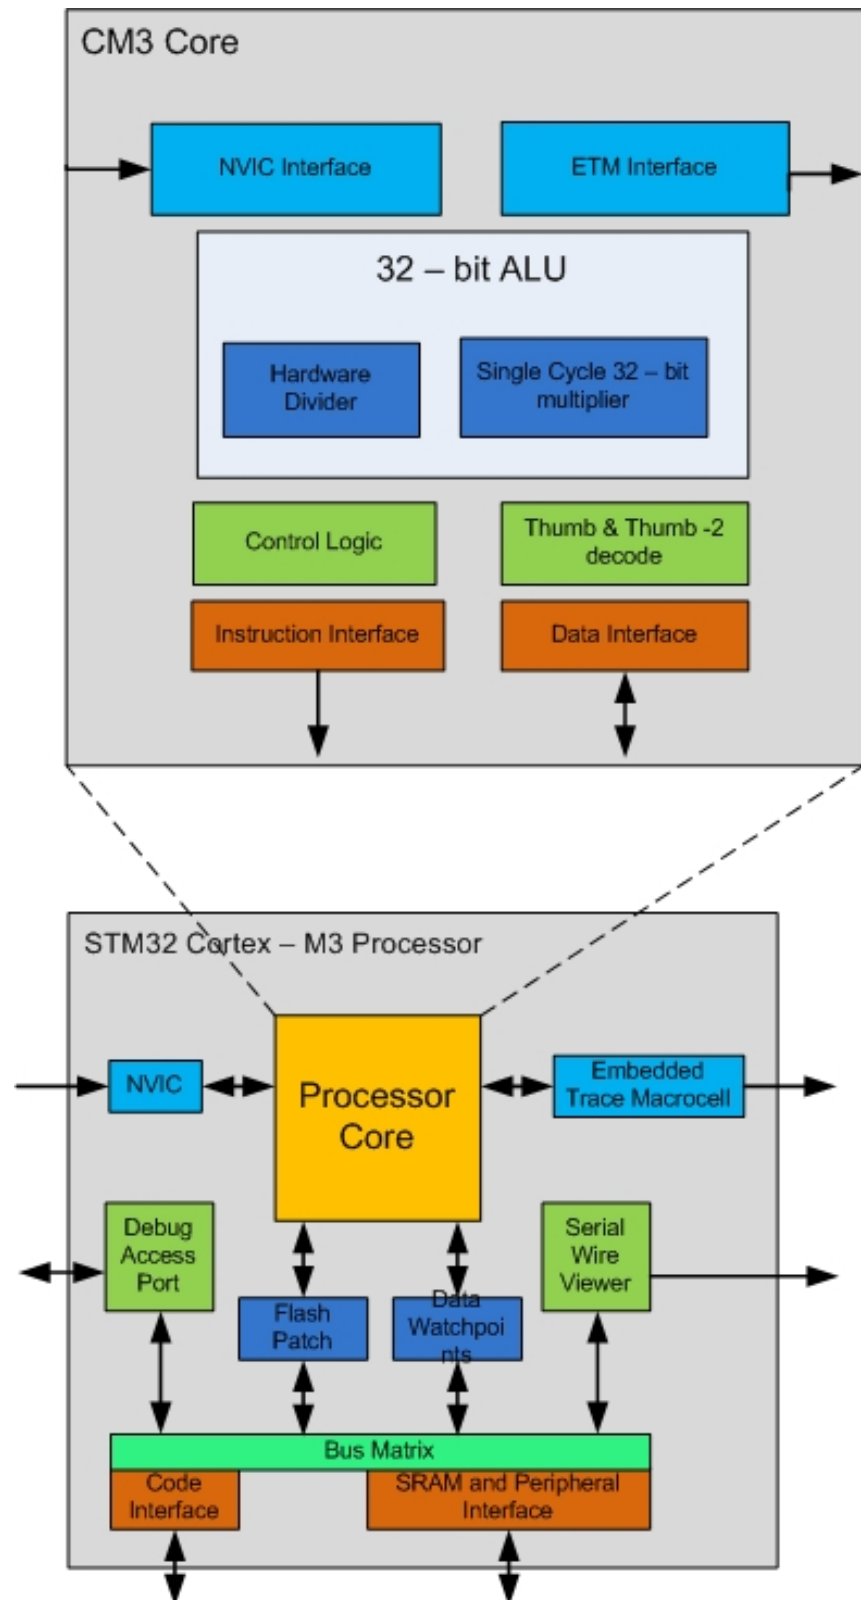 CM3 Core
NVIC Interface
ETM Interface
32 – bit ALU
Hardware
Divider
Single Cycle 32 – bit
multiplier
Control Logic
Thumb & Thumb -2
decode
Instruction Interface
Data Interface
STM32 Cortex – M3 Processor
NVIC
Processor
Core
Embedded
Trace Macrocell
Debug
Access
Port
Serial
Wire
Viewer
Flash
Patch
Data
Watchpoi
nts
Bus Matrix
Code
Interface
SRAM and Peripheral
Interface